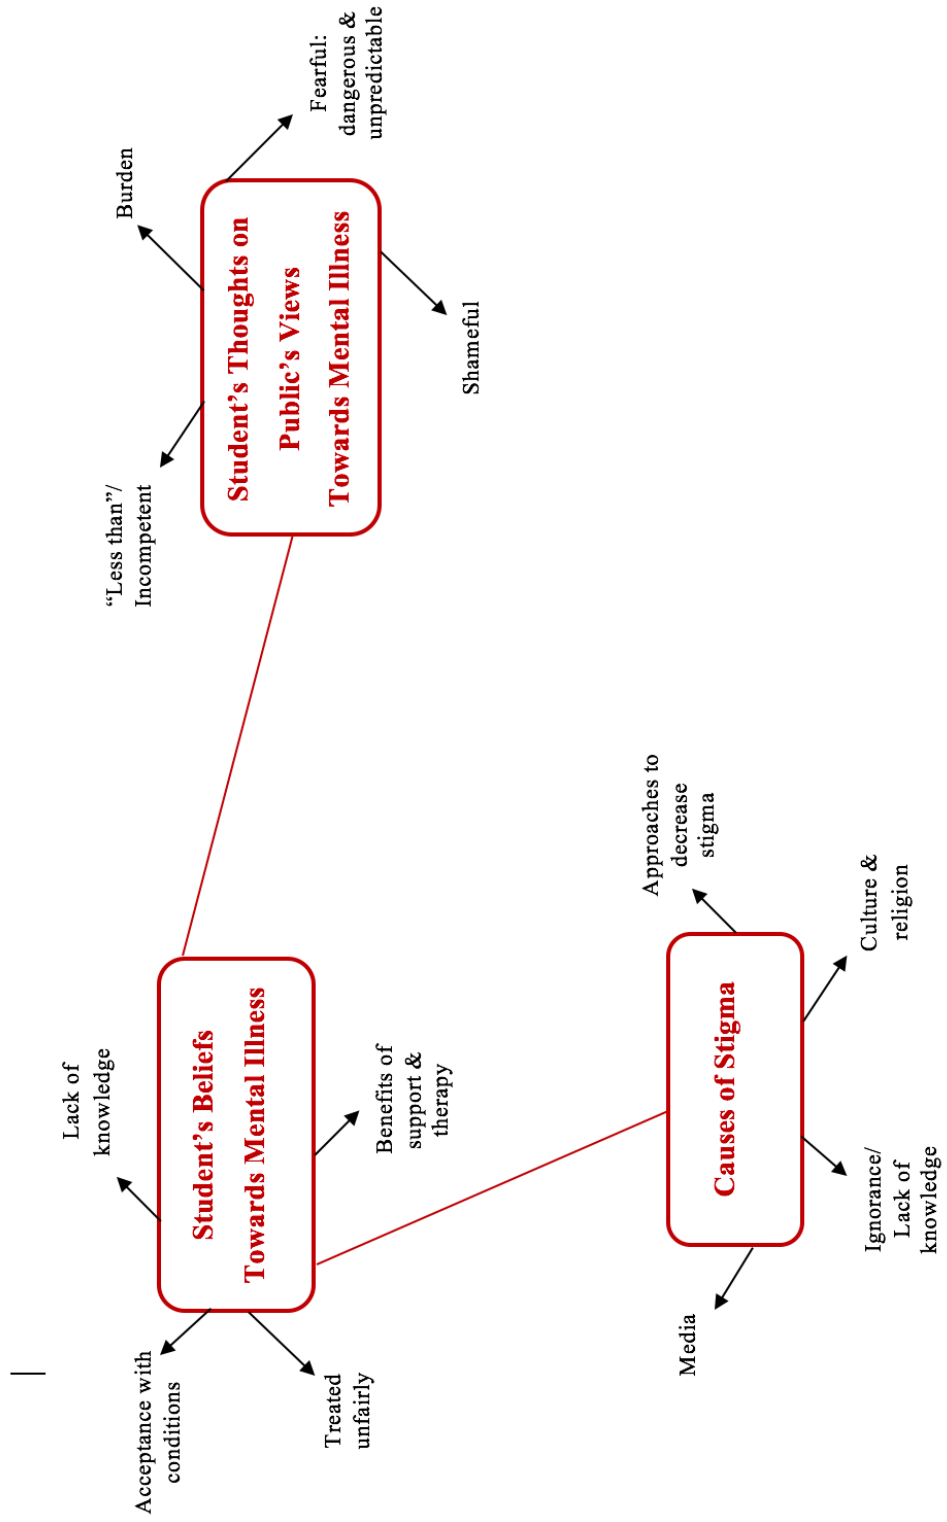 Acceptance with
conditions
Lack of
knowledge
Student's Beliefs
Towards Mental Illness
Treated
unfairly
Benefits of
support &
therapy
“Less than”/
Incompetent
Burden
Student's Thoughts on
Public's Views
Towards Mental Illness
Fearful:
dangerous &
unpredictable
Shameful
Media
Causes of Stigma
Approaches to
decrease
stigma
Ignorance/
Lack of
knowledge
Culture &
religion